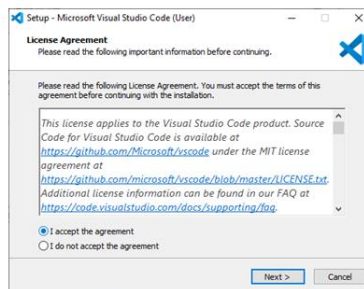 Setup - Microsoft Visual Studio Code (User)
License Agreement
Please read the following important information before continuing.
Please read the following License Agreement. You must accept the terms of this
agreement before continuing with the installation.
This license applies to the Visual Studio Code product. Source
Code for Visual Studio Code is available at
https://github.com/Microsoft/vscode under the MIT license
agreement at
https://github.com/microsoft/vscode/blob/master/LICENSE.txt.
Additional license information can be found in our FAQ at
https://code.visualstudio.com/docs/supporting/faq.
I accept the agreement
I do not accept the agreement
Next > Cancel